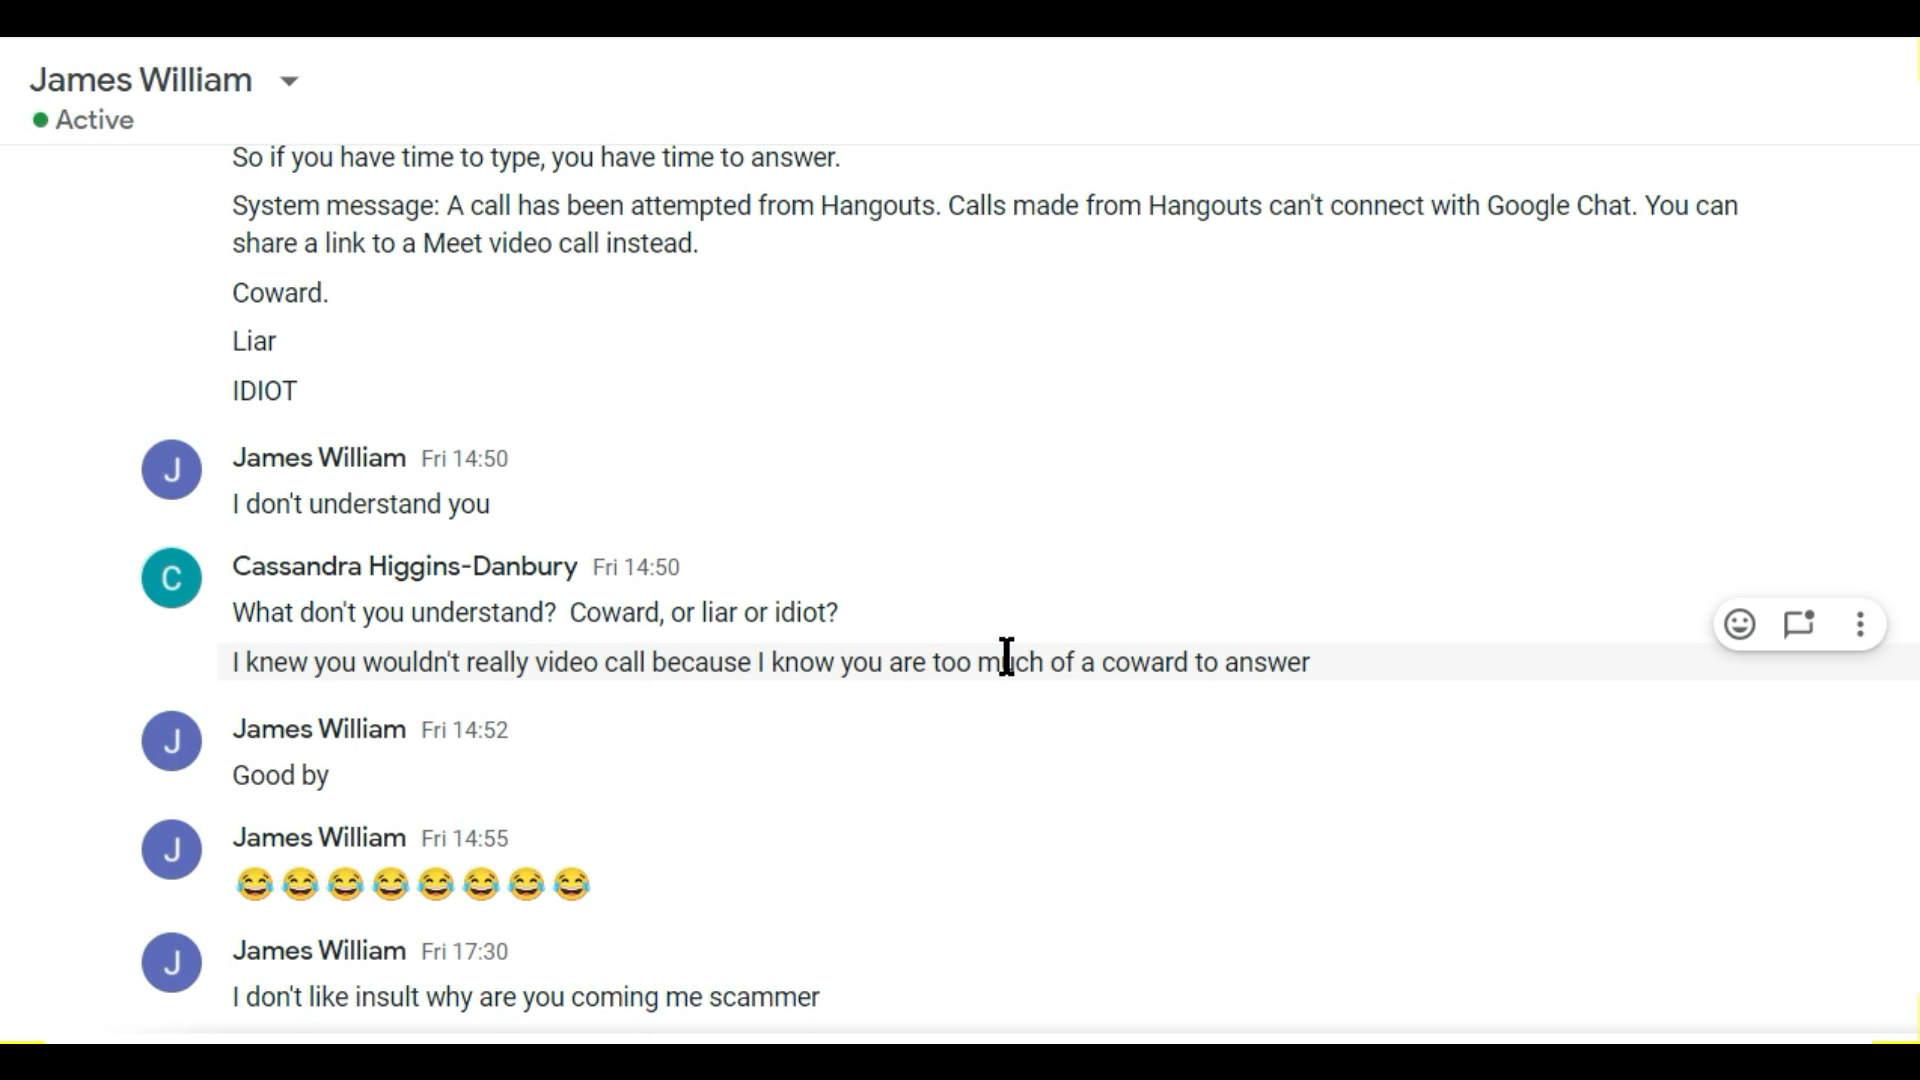 James William
Active
So if you have time to type, you have time to answer.
System message: A call has been attempted from Hangouts. Calls made from Hangouts can't connect with Google Chat. You can
share a link to a Meet video call instead.
Coward.
Liar
IDIOT
J
James William Fri 14:50
I don't understand you
C
Cassandra Higgins-Danbury Fri 14:50
What don't you understand?  Coward, or liar or idiot?
I knew you wouldn't really video call because I know you are too much of a coward to answer
J
James William Fri 14:52
Good by
J
James William Fri 14:55
😂😂😂😂😂😂😂😂
J
James William Fri 17:30
I don't like insult why are you coming me scammer